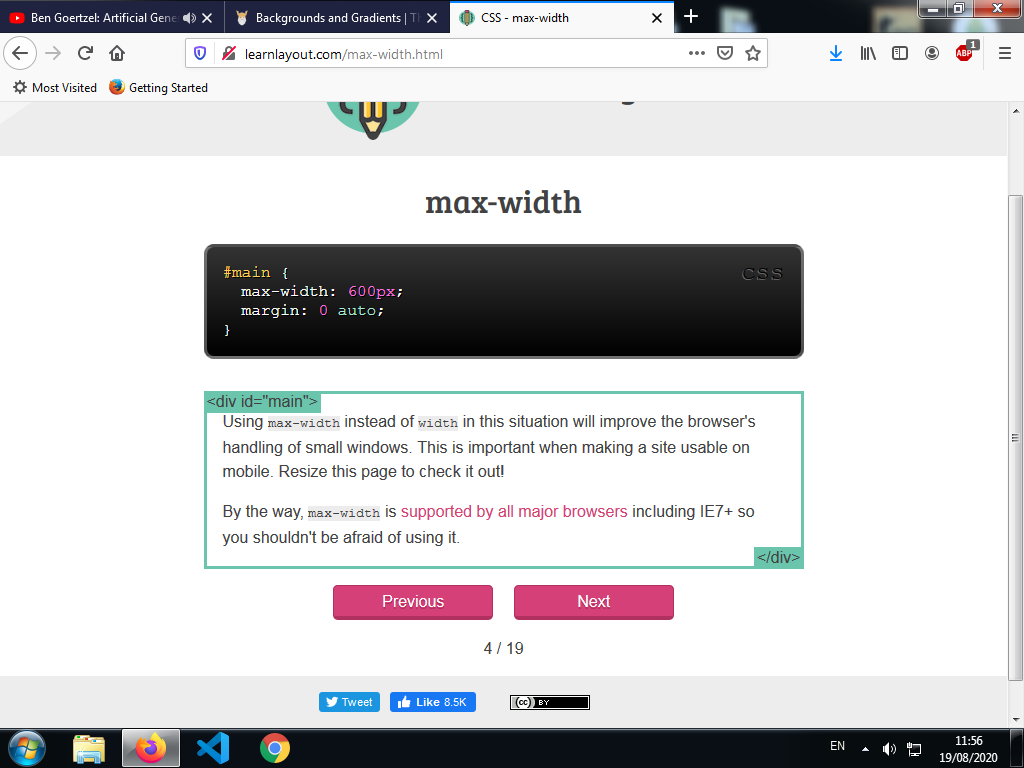 Ben Goertzel: Artificial Gene
Backgrounds and Gradients | Th
CSS - max-width
learnlayout.com/max-width.html
ABP
1
Most Visited
Getting Started
max-width
CSS
#main {
max-width: 600px;
margin: 0 auto;
}
<div id="main">
Using max-width instead of width in this situation will improve the browser's
handling of small windows. This is important when making a site usable on
mobile. Resize this page to check it out!
By the way, max-width is supported by all major browsers including IE7+ so
you shouldn't be afraid of using it.
</div>
Previous
Next
4 / 19
Tweet
Like 8.5K
cc BY
EN
11:56
19/08/2020